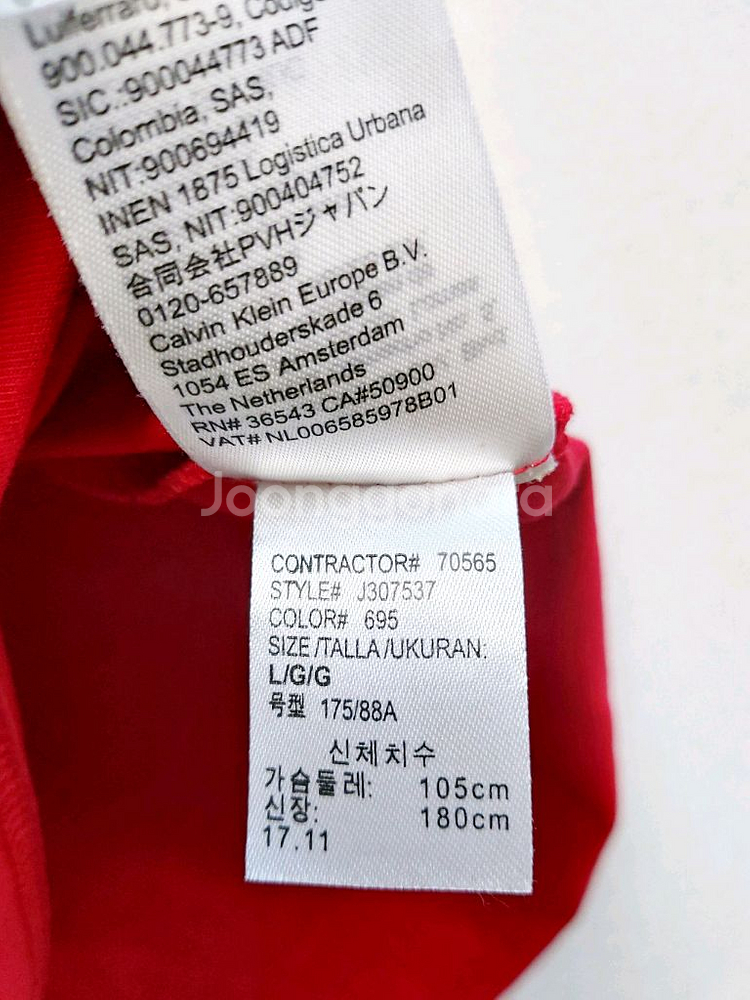 900.044.773-9, Código
SIC.:900044773 ADF
Colombia, SAS,
NIT:900694419
INEN 1875 Logistica Urbana
SAS, NIT:900404752
合同会社PVHジャパン
0120-657889
Calvin Klein Europe B.V.
Stadhouderskade 6
1054 ES Amsterdam
The Netherlands
RN# 36543 CA#50900
VAT# NL006585978B01
Joonggonara
CONTRACTOR# 70565
STYLE# J307537
COLOR# 695
SIZE/TALLA/UKURAN:
L/G/G
号型 175/88A
신체치수
가슴둘레: 105cm
신장: 180cm
17.11